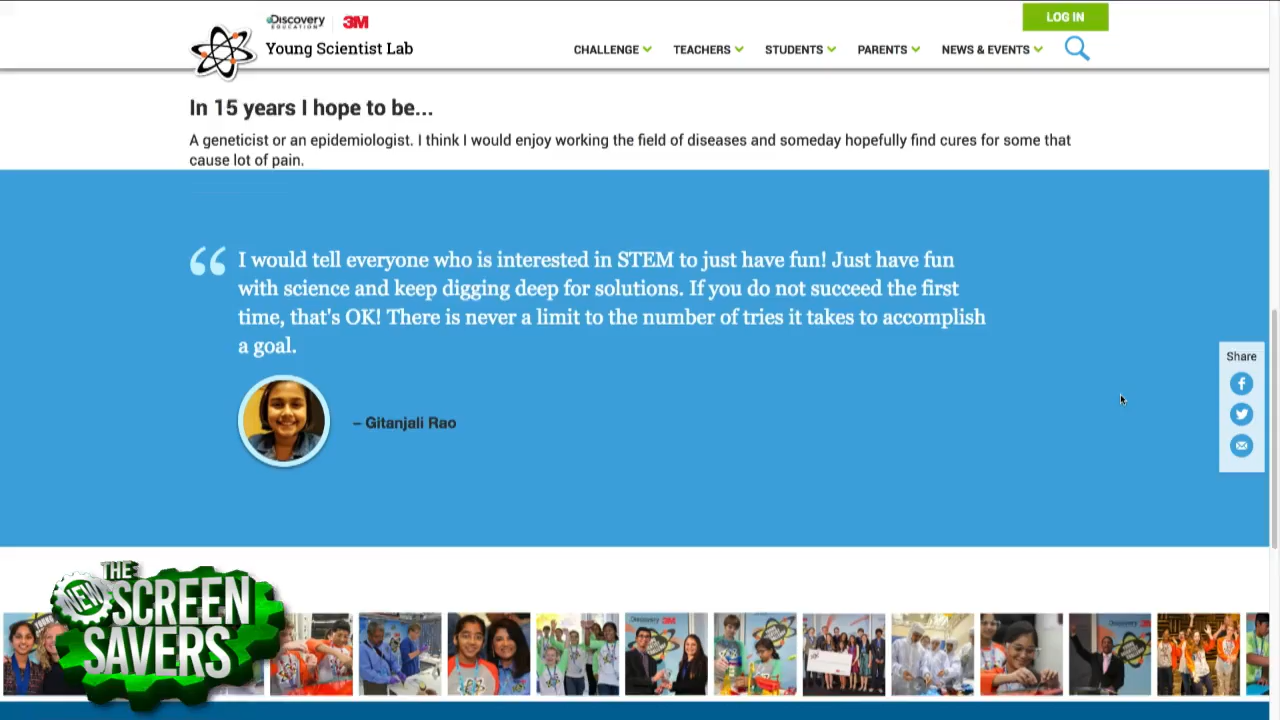 Discovery
EDUCATION
3M
LOG IN
Young Scientist Lab
CHALLENGE
TEACHERS
STUDENTS
PARENTS
NEWS & EVENTS
In 15 years I hope to be...
A geneticist or an epidemiologist. I think I would enjoy working the field of diseases and someday hopefully find cures for some that
cause lot of pain.
“ I would tell everyone who is interested in STEM to just have fun! Just have fun
with science and keep digging deep for solutions. If you do not succeed the first
time, that's OK! There is never a limit to the number of tries it takes to accomplish
a goal.
Share
– Gitanjali Rao
THE
NEW
SCREEN
SAVERS